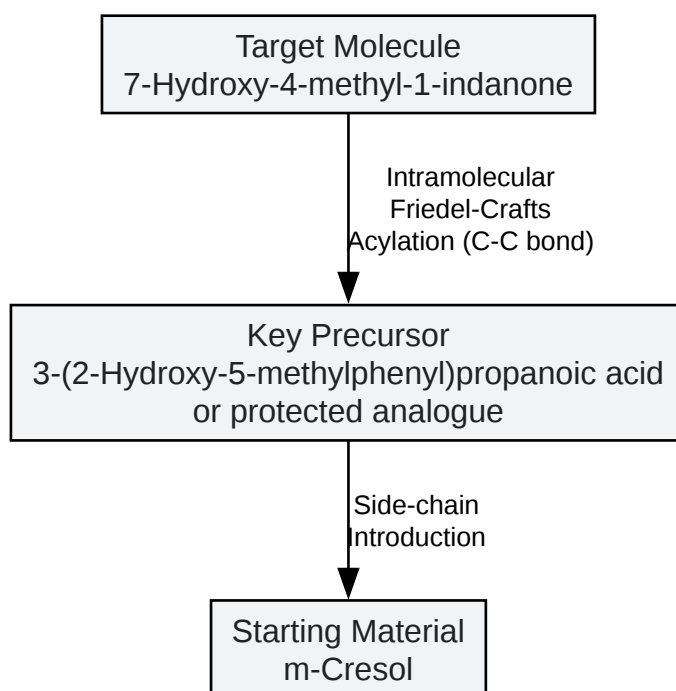 Target Molecule
7-Hydroxy-4-methyl-1-indanone
Intramolecular
Friedel-Crafts
Acylation (C-C bond)
Key Precursor
3-(2-Hydroxy-5-methylphenyl)propanoic acid
or protected analogue
Side-chain
Introduction
Starting Material
m-Cresol